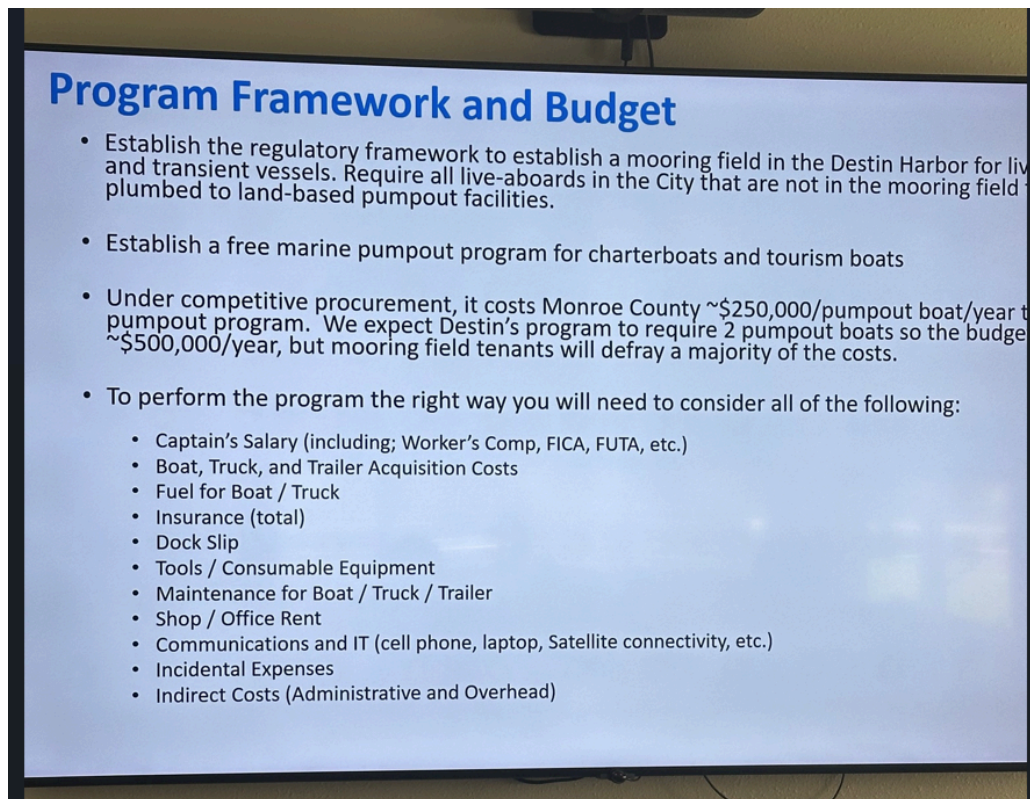 Program Framework and Budget
• Establish the regulatory framework to establish a mooring field in the Destin Harbor for
and transient vessels. Require all live-aboards in the City that are not in the mooring field
plumbed to land-based pumpout facilities.
• Establish a free marine pumpout program for charterboats and tourism boats
• Under competitive procurement, it costs Monroe County ~$250,000/pumpout boat/year
pumpout program.  We expect Destin's program to require 2 pumpout boats so the
~$500,000/year, but mooring field tenants will defray a majority of the costs.
• To perform the program the right way you will need to consider all of the following:
• Captain's Salary (including; Worker's Comp, FICA, FUTA, etc.)
• Boat, Truck, and Trailer Acquisition Costs
• Fuel for Boat / Truck
• Insurance (total)
• Dock Slip
• Tools / Consumable Equipment
• Maintenance for Boat / Truck / Trailer
• Shop / Office Rent
• Communications and IT (cell phone, laptop, Satellite connectivity, etc.)
• Incidental Expenses
• Indirect Costs (Administrative and Overhead)